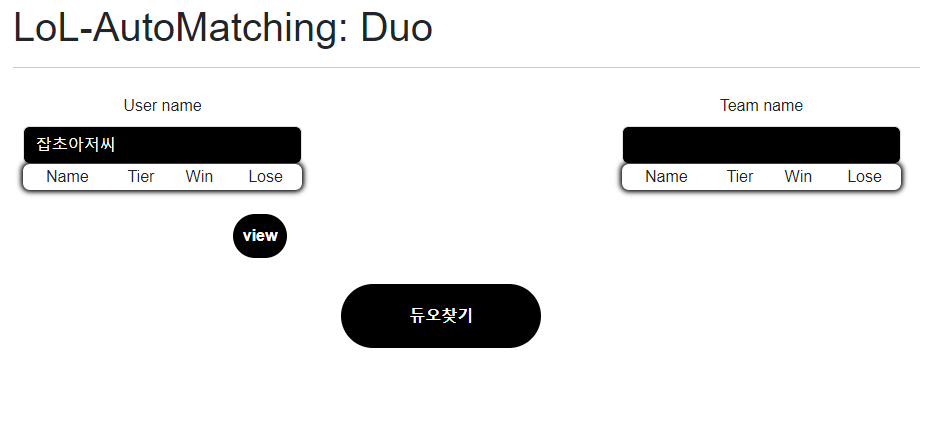 LoL-AutoMatching: Duo
User name
Team name
잡초아저씨
Name Tier Win Lose
Name Tier Win Lose
view
듀오찾기